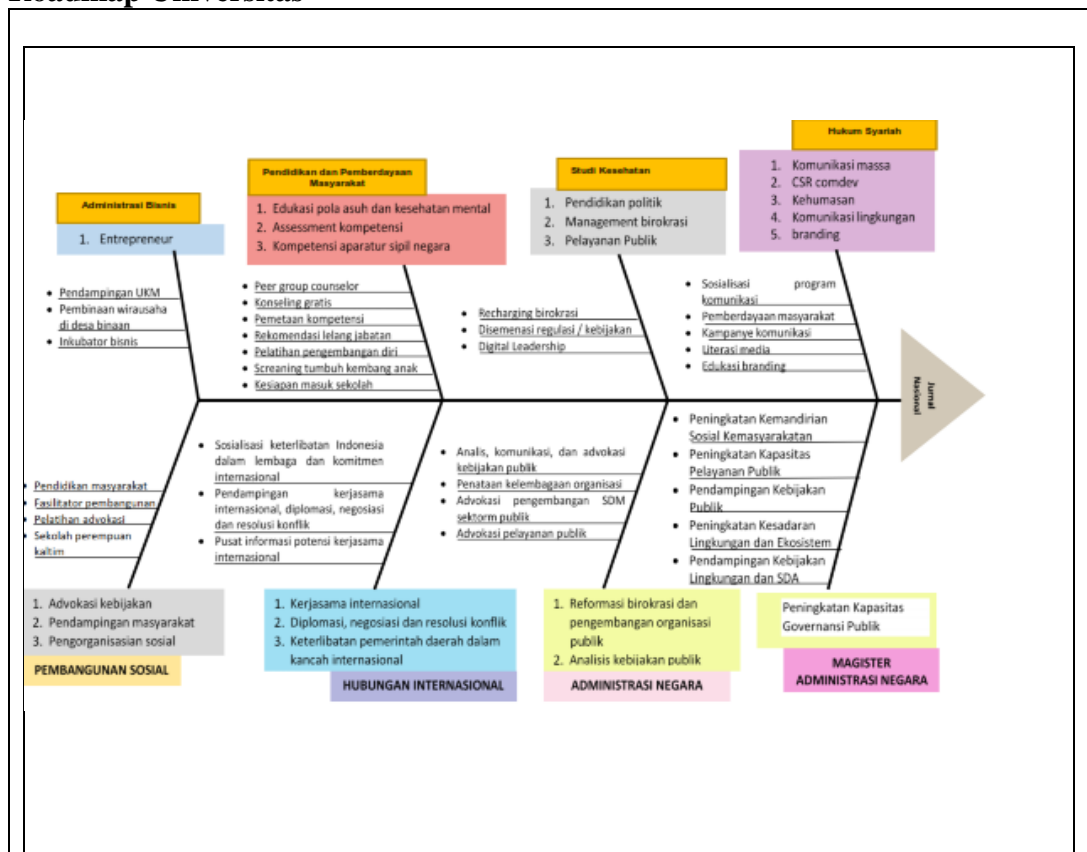 Roadmap Universitas
Hukum Syariah
1. Komunikasi massa
2. CSR comdev
3. Kehumasan
4. Komunikasi lingkungan
5. branding
Pendidikan dan Pemberdayaan
Masyarakat
1. Edukasi pola asuh dan kesehatan mental
2. Assessment kompetensi
3. Kompetensi aparatur sipil negara
Studi Kesehatan
1. Pendidikan politik
2. Management birokrasi
3. Pelayanan Publik
Administrasi Bisnis
1. Entrepreneur
• Pendampingan UKM
• Pembinaan wirausaha
di desa binaan
• Inkubator bisnis
• Peer group counselor
• Konseling gratis
• Pemetaan kompetensi
• Rekomendasi lelang jabatan
• Pelatihan pengembangan diri
• Screaning tumbuh kembang anak
• Kesiapan masuk sekolah
• Recharging birokrasi
• Disemenasi regulasi / kebijakan
• Digital Leadership
• Sosialisasi program
komunikasi
• Pemberdayaan masyarakat
• Kampanye komunikasi
• Literasi media
• Edukasi branding
Jurnal
Nasional
• Pendidikan masyarakat
• Fasilitator pembangunan
• Pelatihan advokasi
• Sekolah perempuan
kaltim
• Sosialisasi keterlibatan Indonesia
dalam lembaga dan komitmen
internasional
• Pendampingan kerjasama
internasional, diplomasi, negosiasi
dan resolusi konflik
• Pusat informasi potensi kerjasama
internasional
• Analis, komunikasi, dan advokasi
kebijakan publik
• Penataan kelembagaan organisasi
• Advokasi pengembangan SDM
sektorm publik
• Advokasi pelayanan publik
• Peningkatan Kemandirian
Sosial Kemasyarakatan
• Peningkatan Kapasitas
Pelayanan Publik
• Pendampingan Kebijakan
Publik
• Peningkatan Kesadaran
Lingkungan dan Ekosistem
• Pendampingan Kebijakan
Lingkungan dan SDA
1. Advokasi kebijakan
2. Pendampingan masyarakat
3. Pengorganisasian sosial
PEMBANGUNAN SOSIAL
1. Kerjasama internasional
2. Diplomasi, negosiasi dan resolusi konflik
3. Keterlibatan pemerintah daerah dalam
kancah internasional
HUBUNGAN INTERNASIONAL
1. Reformasi birokrasi dan
pengembangan organisasi
publik
2. Analisis kebijakan publik
ADMINISTRASI NEGARA
Peningkatan Kapasitas
Governansi Publik
MAGISTER
ADMINISTRASI NEGARA